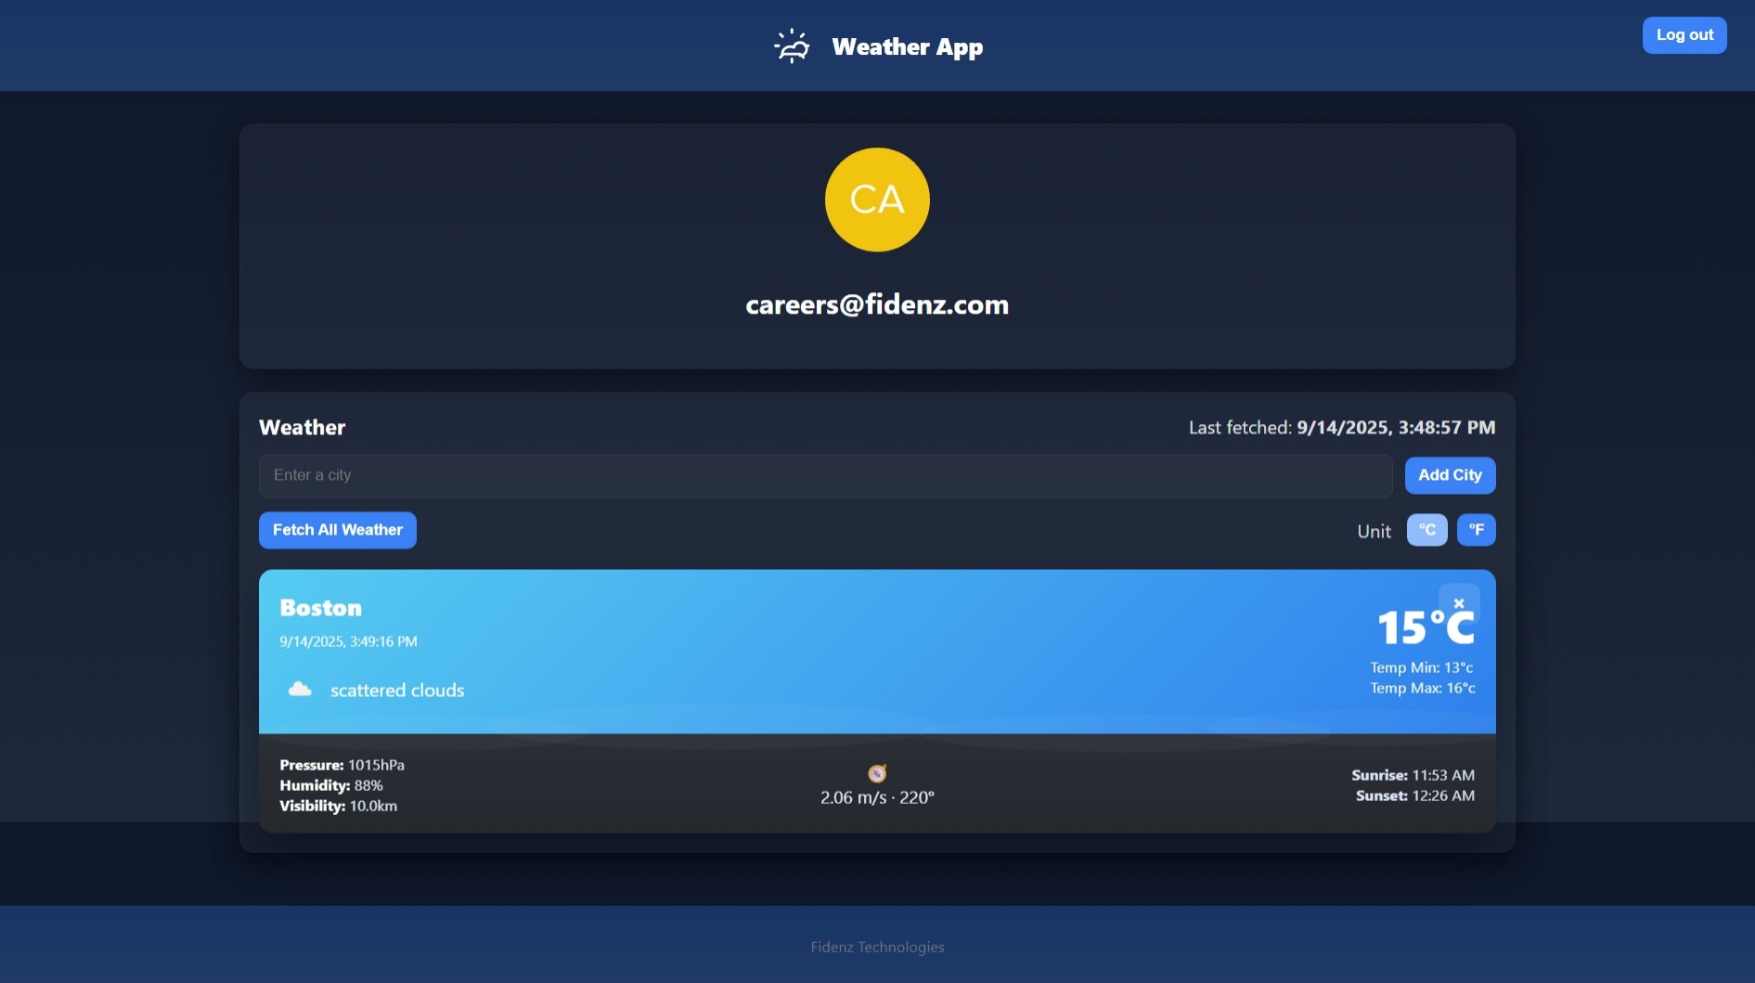 Weather App
Log out
CA
careers@fidenz.com
Weather
Last fetched: 9/14/2025, 3:48:57 PM
Enter a city
Add City
Fetch All Weather
Unit
°C
°F
Boston
×
9/14/2025, 3:49:16 PM
15°C
Temp Min: 13°c
Temp Max: 16°c
scattered clouds
Pressure: 1015hPa
Humidity: 88%
Visibility: 10.0km
2.06 m/s · 220°
Sunrise: 11:53 AM
Sunset: 12:26 AM
Fidenz Technologies